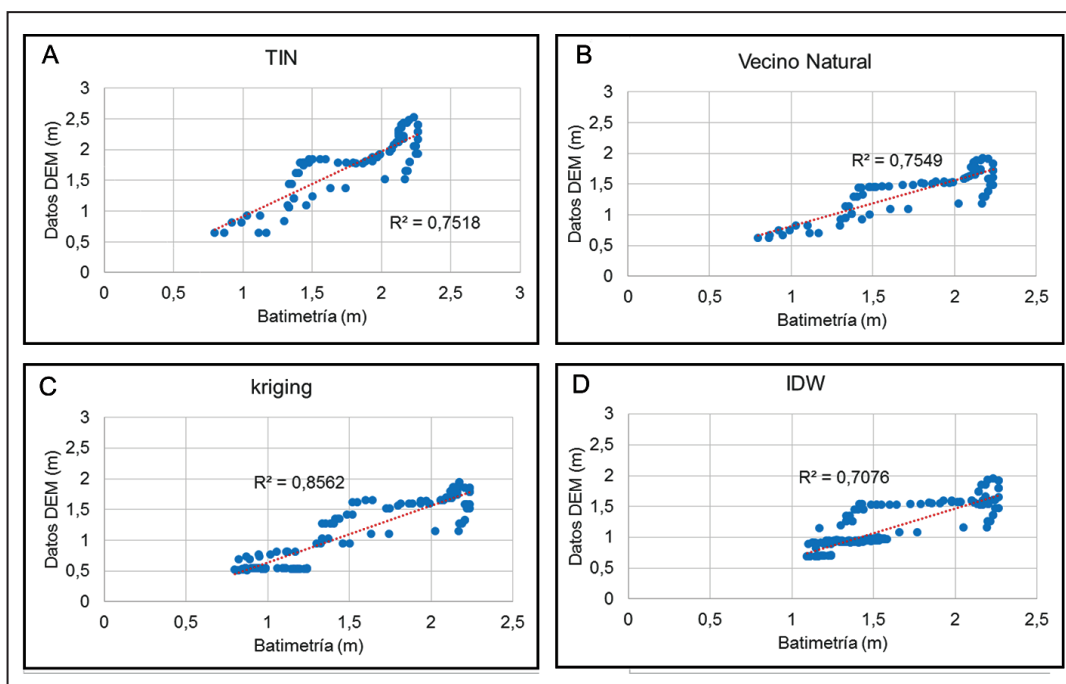 A
TIN
Datos DEM (m)
3
2,5
2
1,5
1
0,5
0
R² = 0,7518
0 0,5 1 1,5 2 2,5 3
Batimetría (m)
B
Vecino Natural
Datos DEM (m)
3
2,5
2
1,5
1
0,5
0
R² = 0,7549
0 0,5 1 1,5 2 2,5
Batimetría (m)
C
kriging
Datos DEM (m)
3
2,5
2
1,5
1
0,5
0
R² = 0,8562
0 0,5 1 1,5 2 2,5
Batimetría (m)
D
IDW
Datos DEM (m)
3
2,5
2
1,5
1
0,5
0
R² = 0,7076
0 0,5 1 1,5 2 2,5
Batimetría (m)